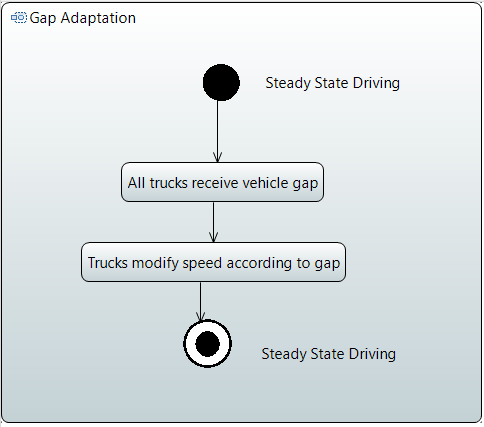 Gap Adaptation
Steady State Driving
All trucks receive vehicle gap
Trucks modify speed according to gap
Steady State Driving